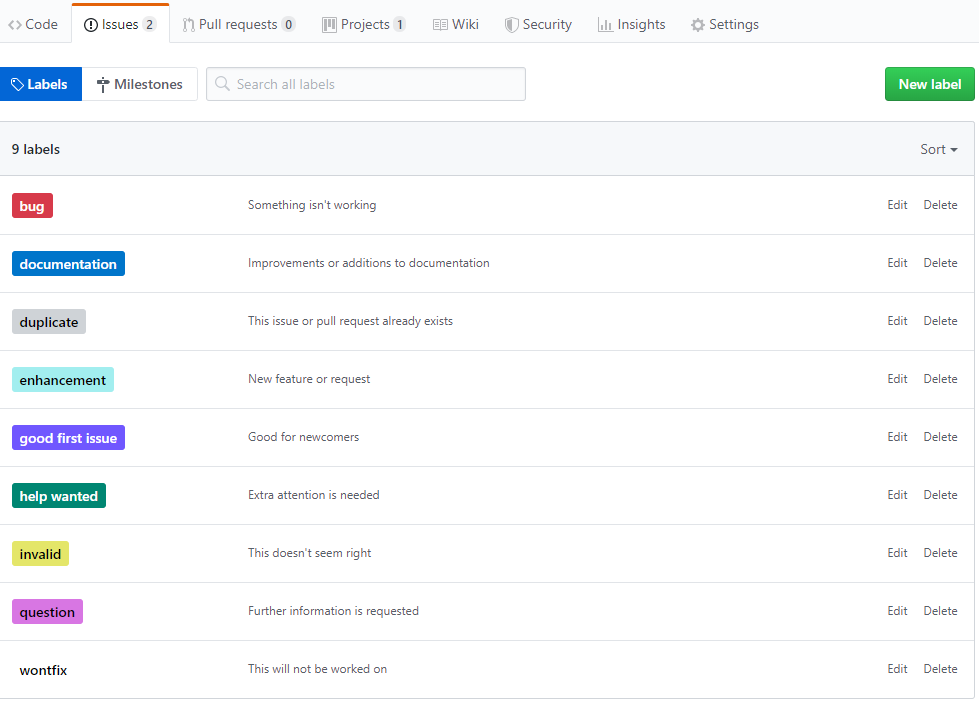 Code Issues 2 Pull requests 0 Projects 1 Wiki Security Insights Settings
Labels Milestones Search all labels New label
9 labels Sort
bug Something isn't working Edit Delete
documentation Improvements or additions to documentation Edit Delete
duplicate This issue or pull request already exists Edit Delete
enhancement New feature or request Edit Delete
good first issue Good for newcomers Edit Delete
help wanted Extra attention is needed Edit Delete
invalid This doesn't seem right Edit Delete
question Further information is requested Edit Delete
wontfix This will not be worked on Edit Delete